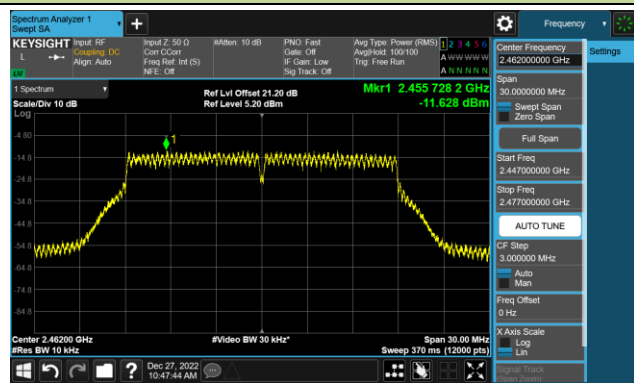 Spectrum Analyzer 1
Swept SA
Frequency
KEYSIGHT
Input: RF
Coupling: DC
Align: Auto
Input Z: 50 Ω
Corr CCorr
Freq Ref: Int (S)
NFE: Off
#Atten: 10 dB
PNO: Fast
Gate: Off
IF Gain: Low
Sig Track: Off
Avg Type: Power (RMS)
Avg|Hold: 100/100
Trig: Free Run
1 2 3 4 5 6
A W W W W W
A N N N N N
L
LXI
1 Spectrum
Scale/Div 10 dB
Log
Ref Lvl Offset 21.20 dB
Ref Level 5.20 dBm
Mkr1 2.455 728 2 GHz
-11.628 dBm
1
-4.80
-14.8
-24.8
-34.8
-44.8
-54.8
-64.8
-74.8
-84.8
Center 2.46200 GHz
#Res BW 10 kHz
#Video BW 30 kHz*
Span 30.00 MHz
Sweep 370 ms (12000 pts)
Center Frequency
2.462000000 GHz
Settings
Span
30.0000000 MHz
Swept Span
Zero Span
Full Span
Start Freq
2.447000000 GHz
Stop Freq
2.477000000 GHz
AUTO TUNE
CF Step
3.000000 MHz
Auto
Man
Freq Offset
0 Hz
X Axis Scale
Log
Lin
Signal Track
(Span Zoom)
Dec 27, 2022
10:47:44 AM